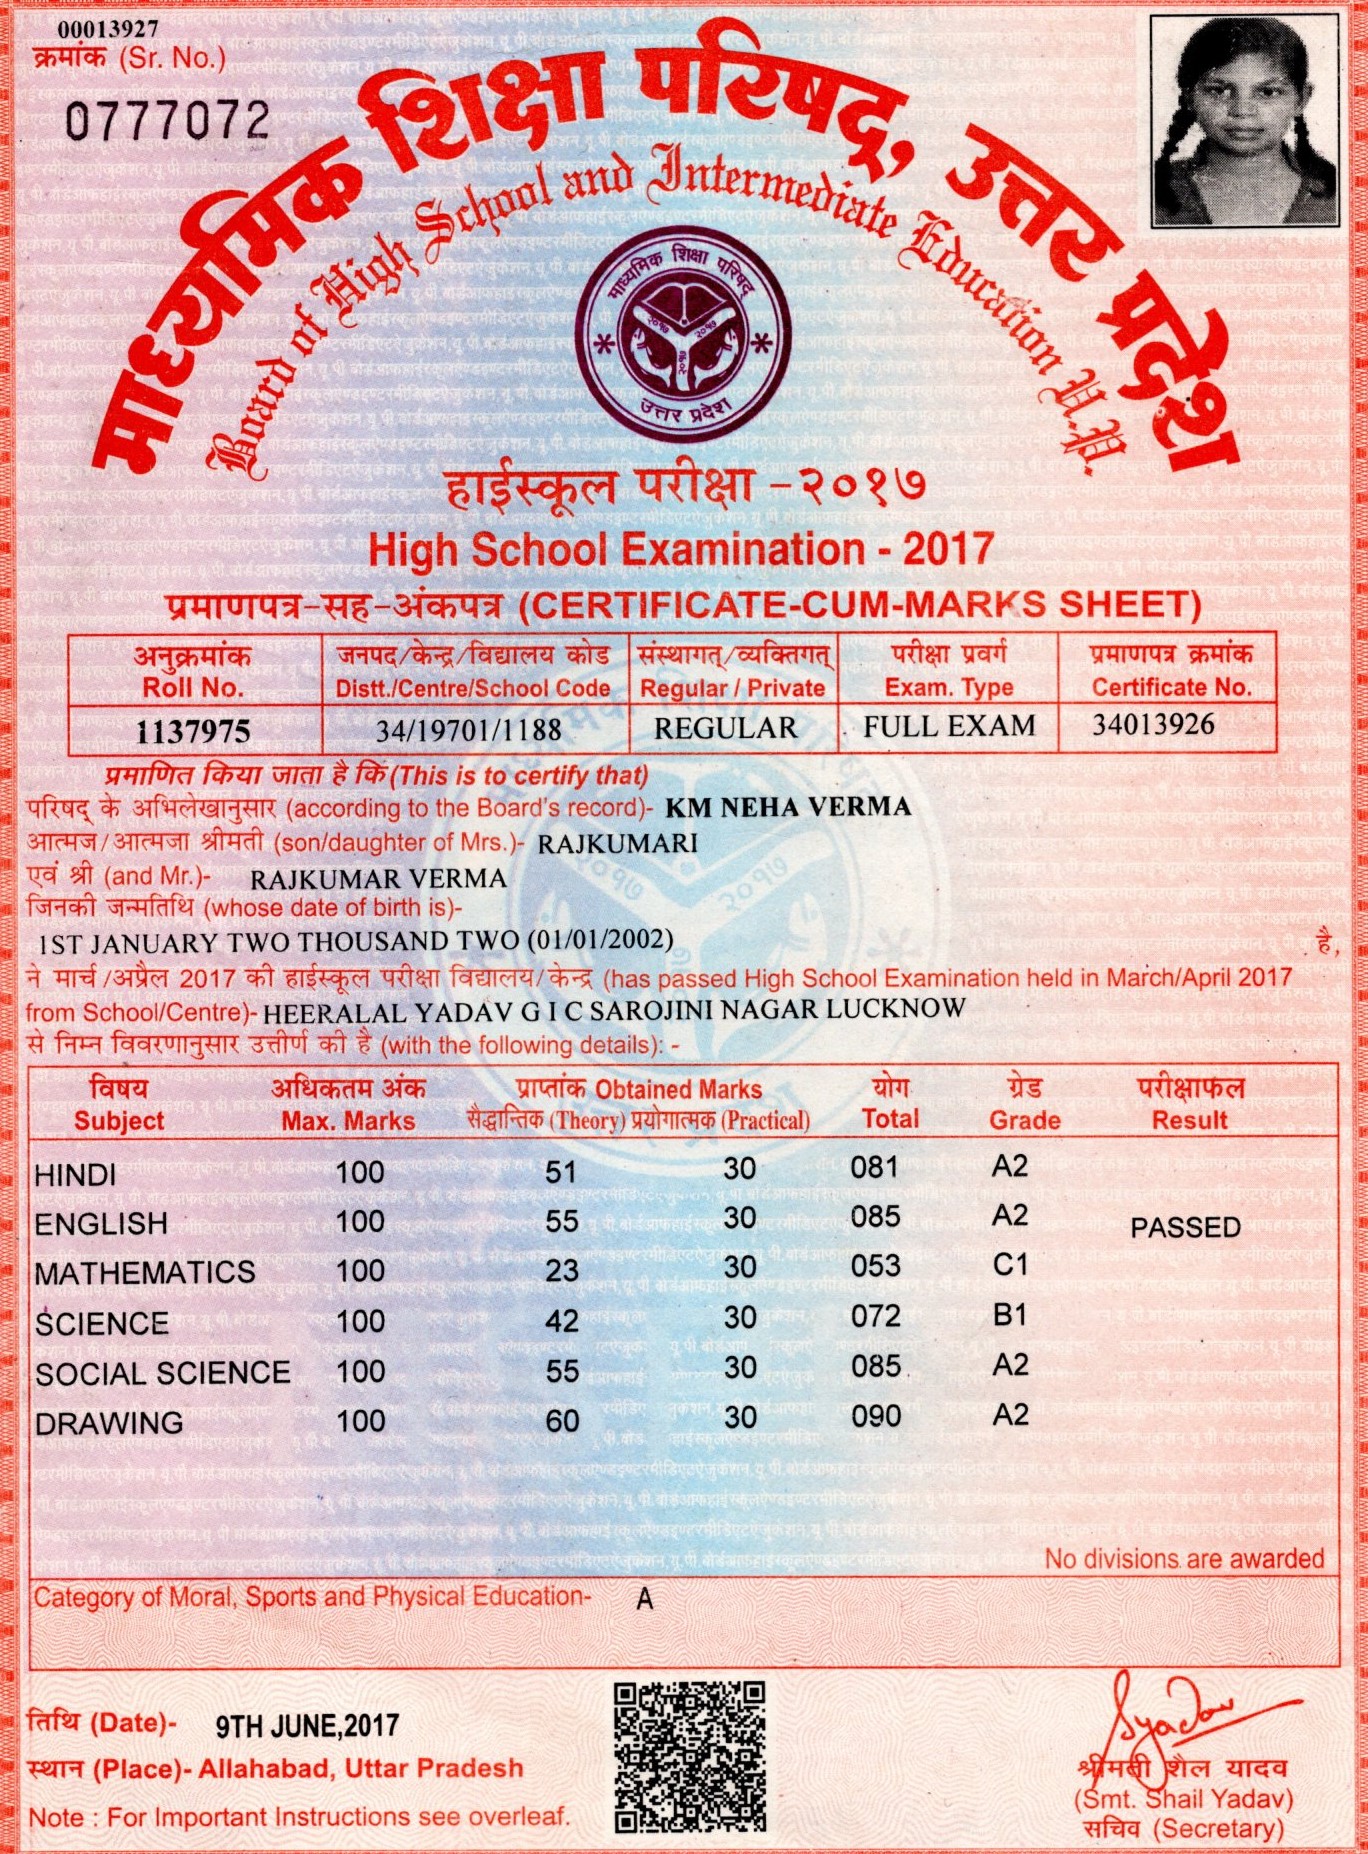 00013927
क्रमांक (Sr. No.)
0777072
माध्यमिक शिक्षा परिषद्, उत्तर प्रदेश
Board of High School and Intermediate Education U.P.
माध्यमिक शिक्षा परिषद्
२०१७ २०१७
२०१७
उत्तर प्रदेश
हाईस्कूल परीक्षा -२०१७
High School Examination - 2017
प्रमाणपत्र-सह-अंकपत्र (CERTIFICATE-CUM-MARKS SHEET)
अनुक्रमांक जनपद/केन्द्र/विद्यालय कोड संस्थागत्/व्यक्तिगत् परीक्षा प्रवर्ग प्रमाणपत्र क्रमांक
Roll No. Distt./Centre/School Code Regular / Private Exam. Type Certificate No.
1137975 34/19701/1188 REGULAR FULL EXAM 34013926
प्रमाणित किया जाता है कि (This is to certify that)
परिषद् के अभिलेखानुसार (according to the Board's record)- KM NEHA VERMA
आत्मज/आत्मजा श्रीमती (son/daughter of Mrs.)- RAJKUMARI
एवं श्री (and Mr.)- RAJKUMAR VERMA
जिनकी जन्मतिथि (whose date of birth is)-
1ST JANUARY TWO THOUSAND TWO (01/01/2002) है,
ने मार्च/अप्रैल 2017 की हाईस्कूल परीक्षा विद्यालय/केन्द्र (has passed High School Examination held in March/April 2017
from School/Centre)- HEERALAL YADAV G I C SAROJINI NAGAR LUCKNOW
से निम्न विवरणानुसार उत्तीर्ण की है (with the following details): -
विषय अधिकतम अंक प्राप्तांक Obtained Marks योग ग्रेड परीक्षाफल
Subject Max. Marks सैद्धान्तिक (Theory) प्रयोगात्मक (Practical) Total Grade Result
HINDI 100 51 30 081 A2
ENGLISH 100 55 30 085 A2 PASSED
MATHEMATICS 100 23 30 053 C1
SCIENCE 100 42 30 072 B1
SOCIAL SCIENCE 100 55 30 085 A2
DRAWING 100 60 30 090 A2
No divisions are awarded
Category of Moral, Sports and Physical Education- A
तिथि (Date)- 9TH JUNE,2017
स्थान (Place)- Allahabad, Uttar Pradesh
Note : For Important Instructions see overleaf.
Syadav
श्रीमती शैल यादव
(Smt. Shail Yadav)
सचिव (Secretary)